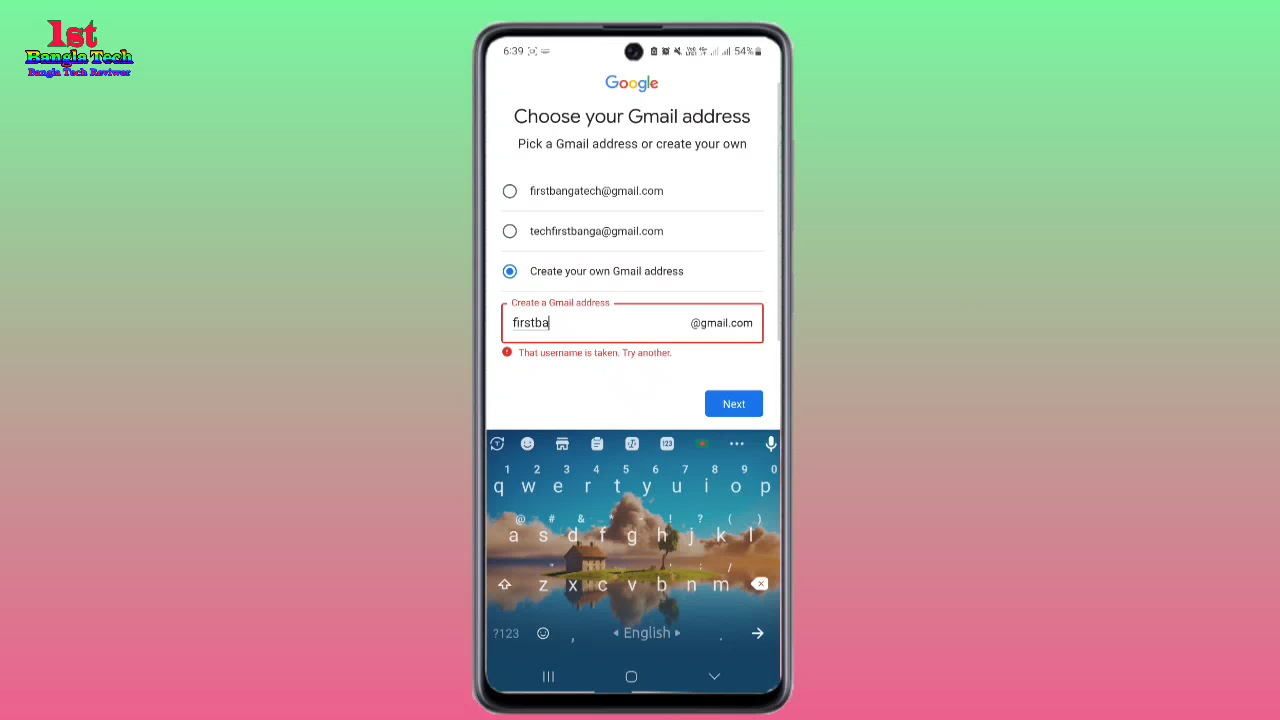 1st
Bangla Tech
Bangla Tech Reviwer
6:39
54%
Google
Choose your Gmail address
Pick a Gmail address or create your own
firstbangatech@gmail.com
techfirstbanga@gmail.com
Create your own Gmail address
Create a Gmail address
firstba
@gmail.com
That username is taken. Try another.
Next
1 2 3 4 5 6 7 8 9 0
q w e r t y u i o p
@ # & * - ! ? ( )
a s d f g h j k l
" ' : ; /
z x c v b n m
?123 , English .